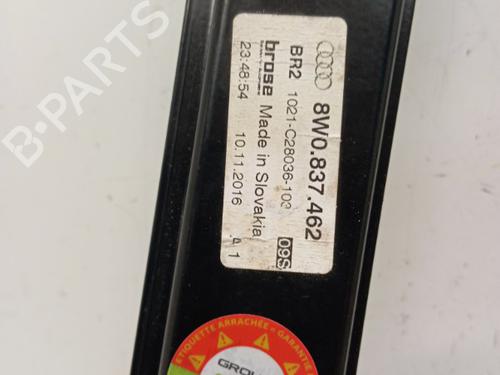 8W0.837.462
BR2 1021-C28036-103 09S
brose Made in Slovakia
23:48:54 10.11.2016 A 1
ETIQUETTE ARRACHÉE = GARANTIE
B-PARTS